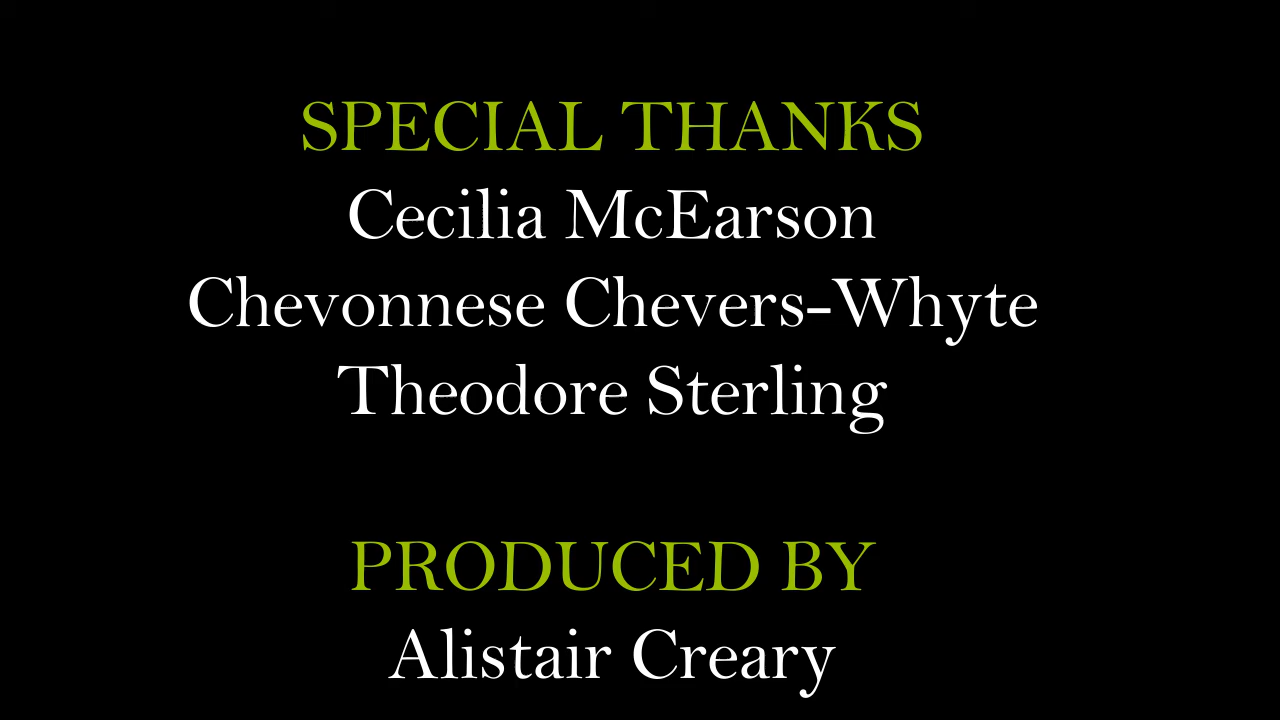 SPECIAL THANKS
Cecilia McEarson
Chevonnese Chevers-Whyte
Theodore Sterling
PRODUCED BY
Alistair Creary